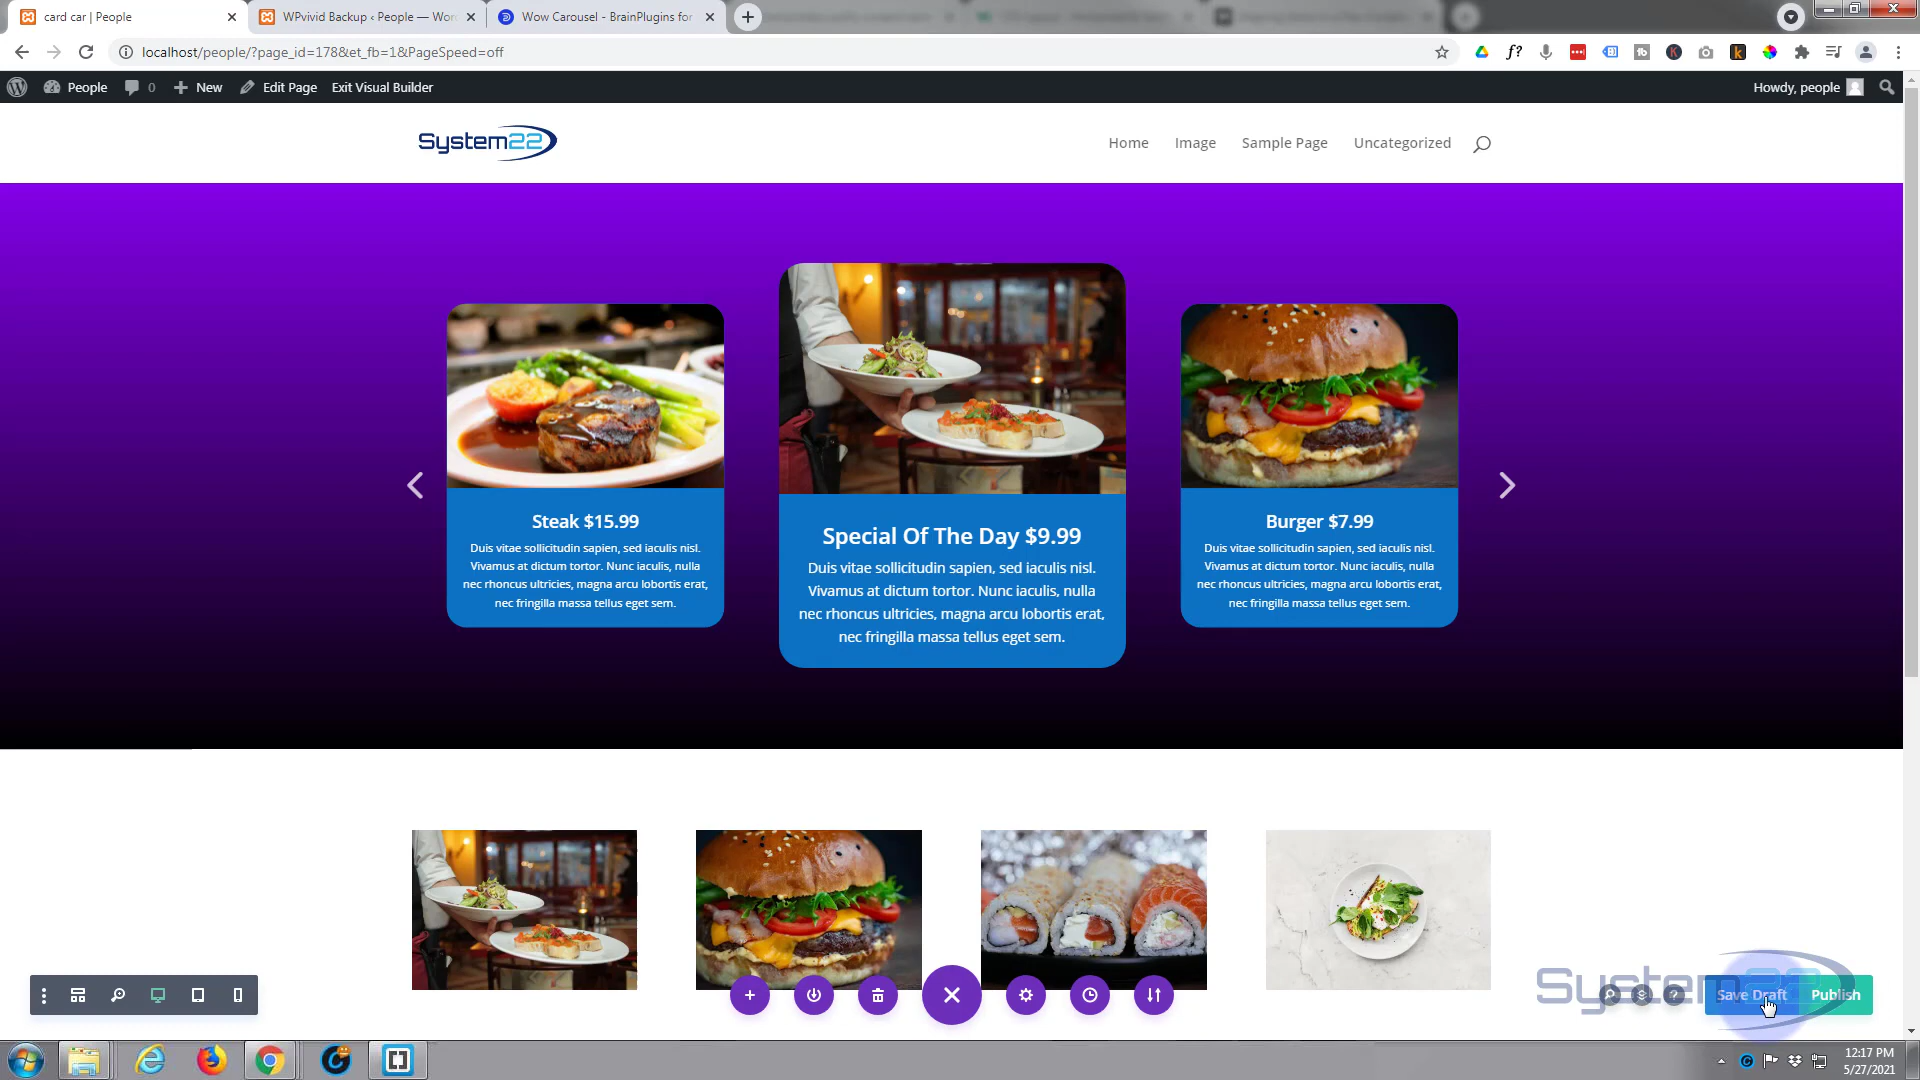 card car | People
WPvivid Backup ‹ People — Wor
Wow Carousel - BrainPlugins for
localhost/people/?page_id=178&et_fb=1&PageSpeed=off
People
0
New
Edit Page
Exit Visual Builder
Howdy, people
System22
Home
Image
Sample Page
Uncategorized
Steak $15.99
Duis vitae sollicitudin sapien, sed iaculis nisl.
Vivamus at dictum tortor. Nunc iaculis, nulla
nec rhoncus ultricies, magna arcu lobortis erat,
nec fringilla massa tellus eget sem.
Special Of The Day $9.99
Duis vitae sollicitudin sapien, sed iaculis nisl.
Vivamus at dictum tortor. Nunc iaculis, nulla
nec rhoncus ultricies, magna arcu lobortis erat,
nec fringilla massa tellus eget sem.
Burger $7.99
Duis vitae sollicitudin sapien, sed iaculis nisl.
Vivamus at dictum tortor. Nunc iaculis, nulla
nec rhoncus ultricies, magna arcu lobortis erat,
nec fringilla massa tellus eget sem.
System22
Save Draft
Publish
12:17 PM
5/27/2021